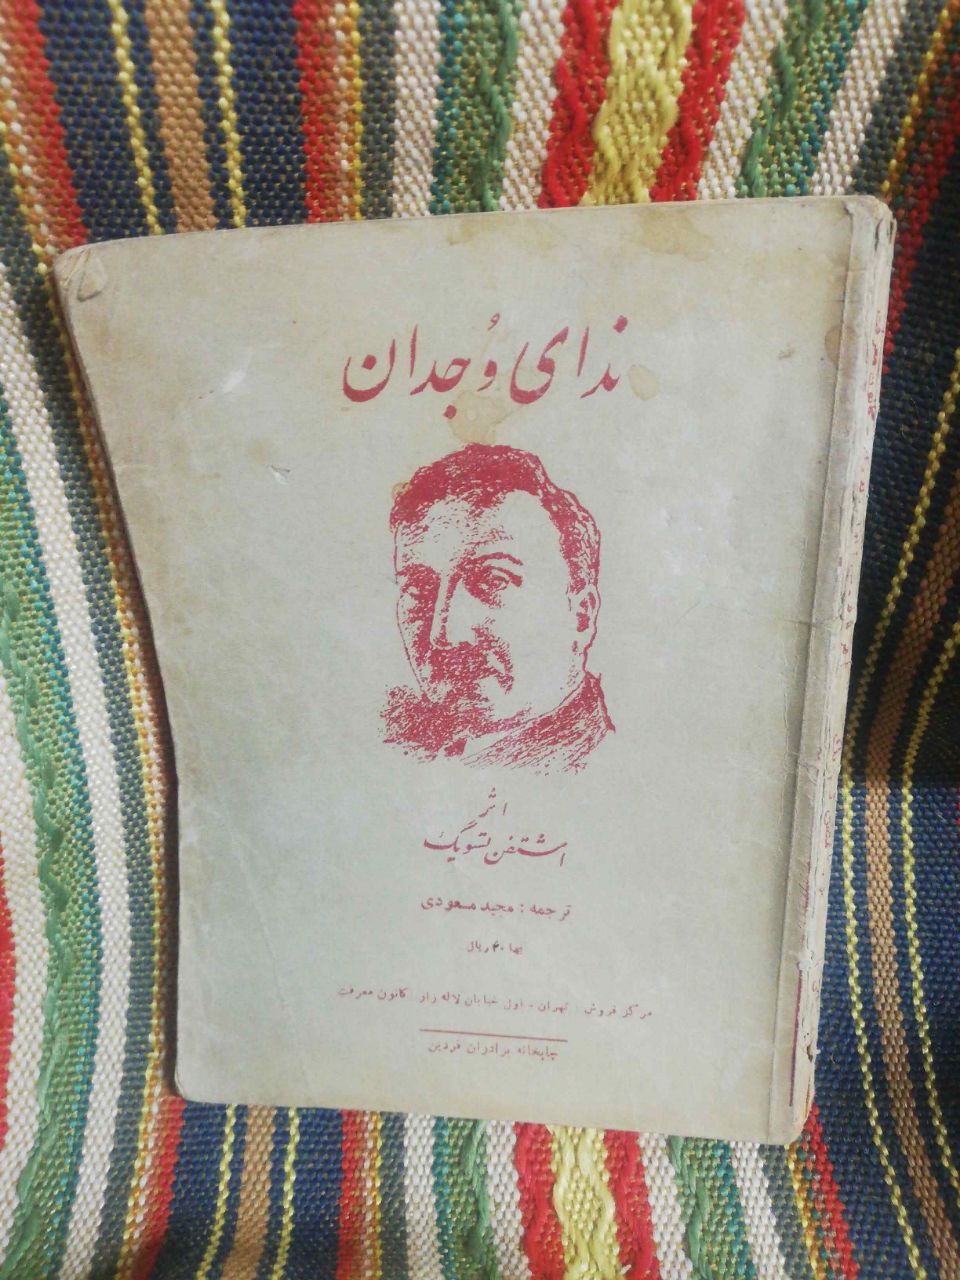 ندای وُجدان
اثر
اشتفن تسویگ
ترجمه : مجید مسعودی
بها ۴۰ ریال
مرکز فروش : تهران - اول خیابان لاله زار : کانون معرفت
چاپخانه برادران فردین